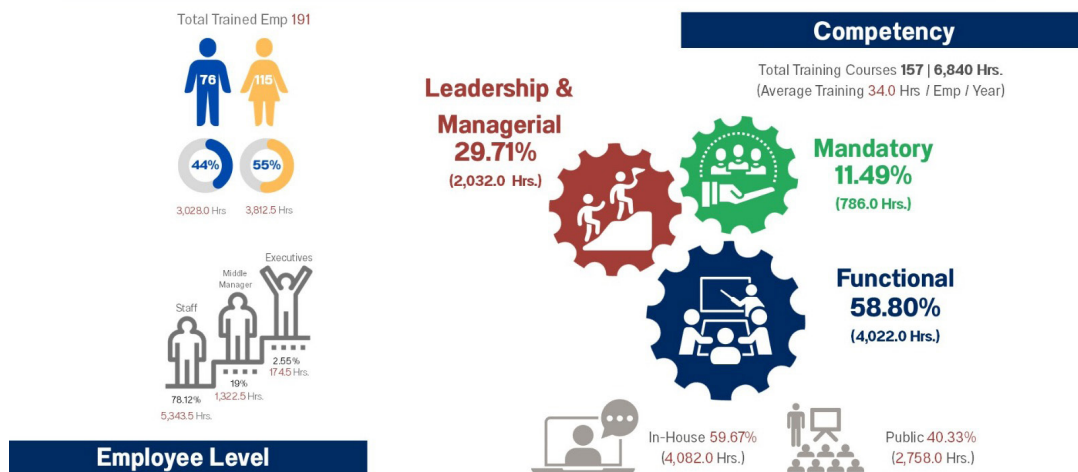 Total Trained Emp 191
76
115
44%
55%
3,028.0 Hrs
3,812.5 Hrs
Executives
Middle
Manager
Staff
2.55%
174.5 Hrs.
19%
1,322.5 Hrs.
78.12%
5,343.5 Hrs.
Employee Level
Competency
Total Training Courses 157 | 6,840 Hrs.
(Average Training 34.0 Hrs / Emp / Year)
Leadership &
Managerial
29.71%
(2,032.0 Hrs.)
Mandatory
11.49%
(786.0 Hrs.)
Functional
58.80%
(4,022.0 Hrs.)
In-House 59.67%
(4,082.0 Hrs.)
Public 40.33%
(2,758.0 Hrs.)